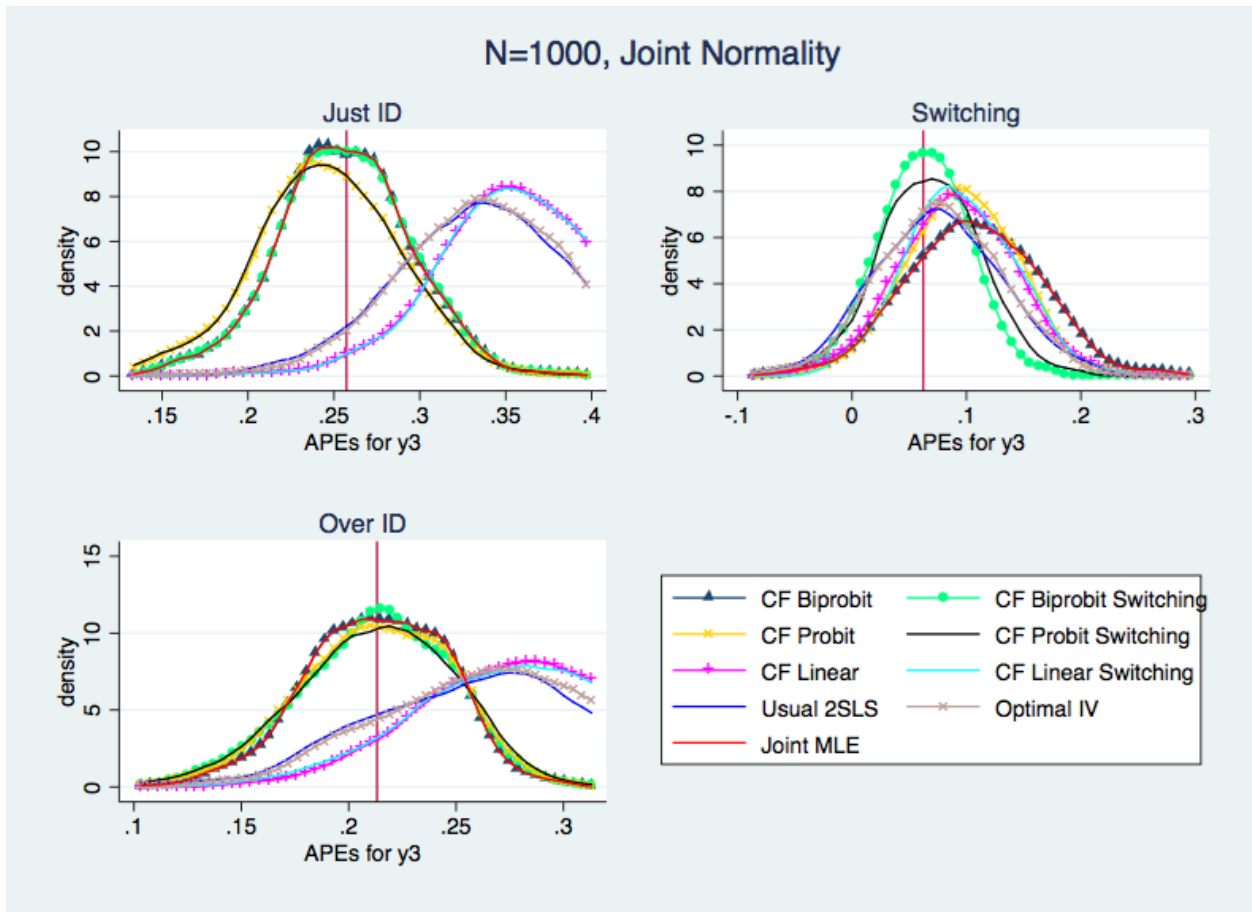 N=1000, Joint Normality
Just ID
density
0 2 4 6 8 10
.15 .2 .25 .3 .35 .4
APEs for y3
Switching
density
0 2 4 6 8 10
-.1 0 .1 .2 .3
APEs for y3
Over ID
density
0 5 10 15
.1 .15 .2 .25 .3
APEs for y3
CF Biprobit CF Biprobit Switching
CF Probit CF Probit Switching
CF Linear CF Linear Switching
Usual 2SLS Optimal IV
Joint MLE